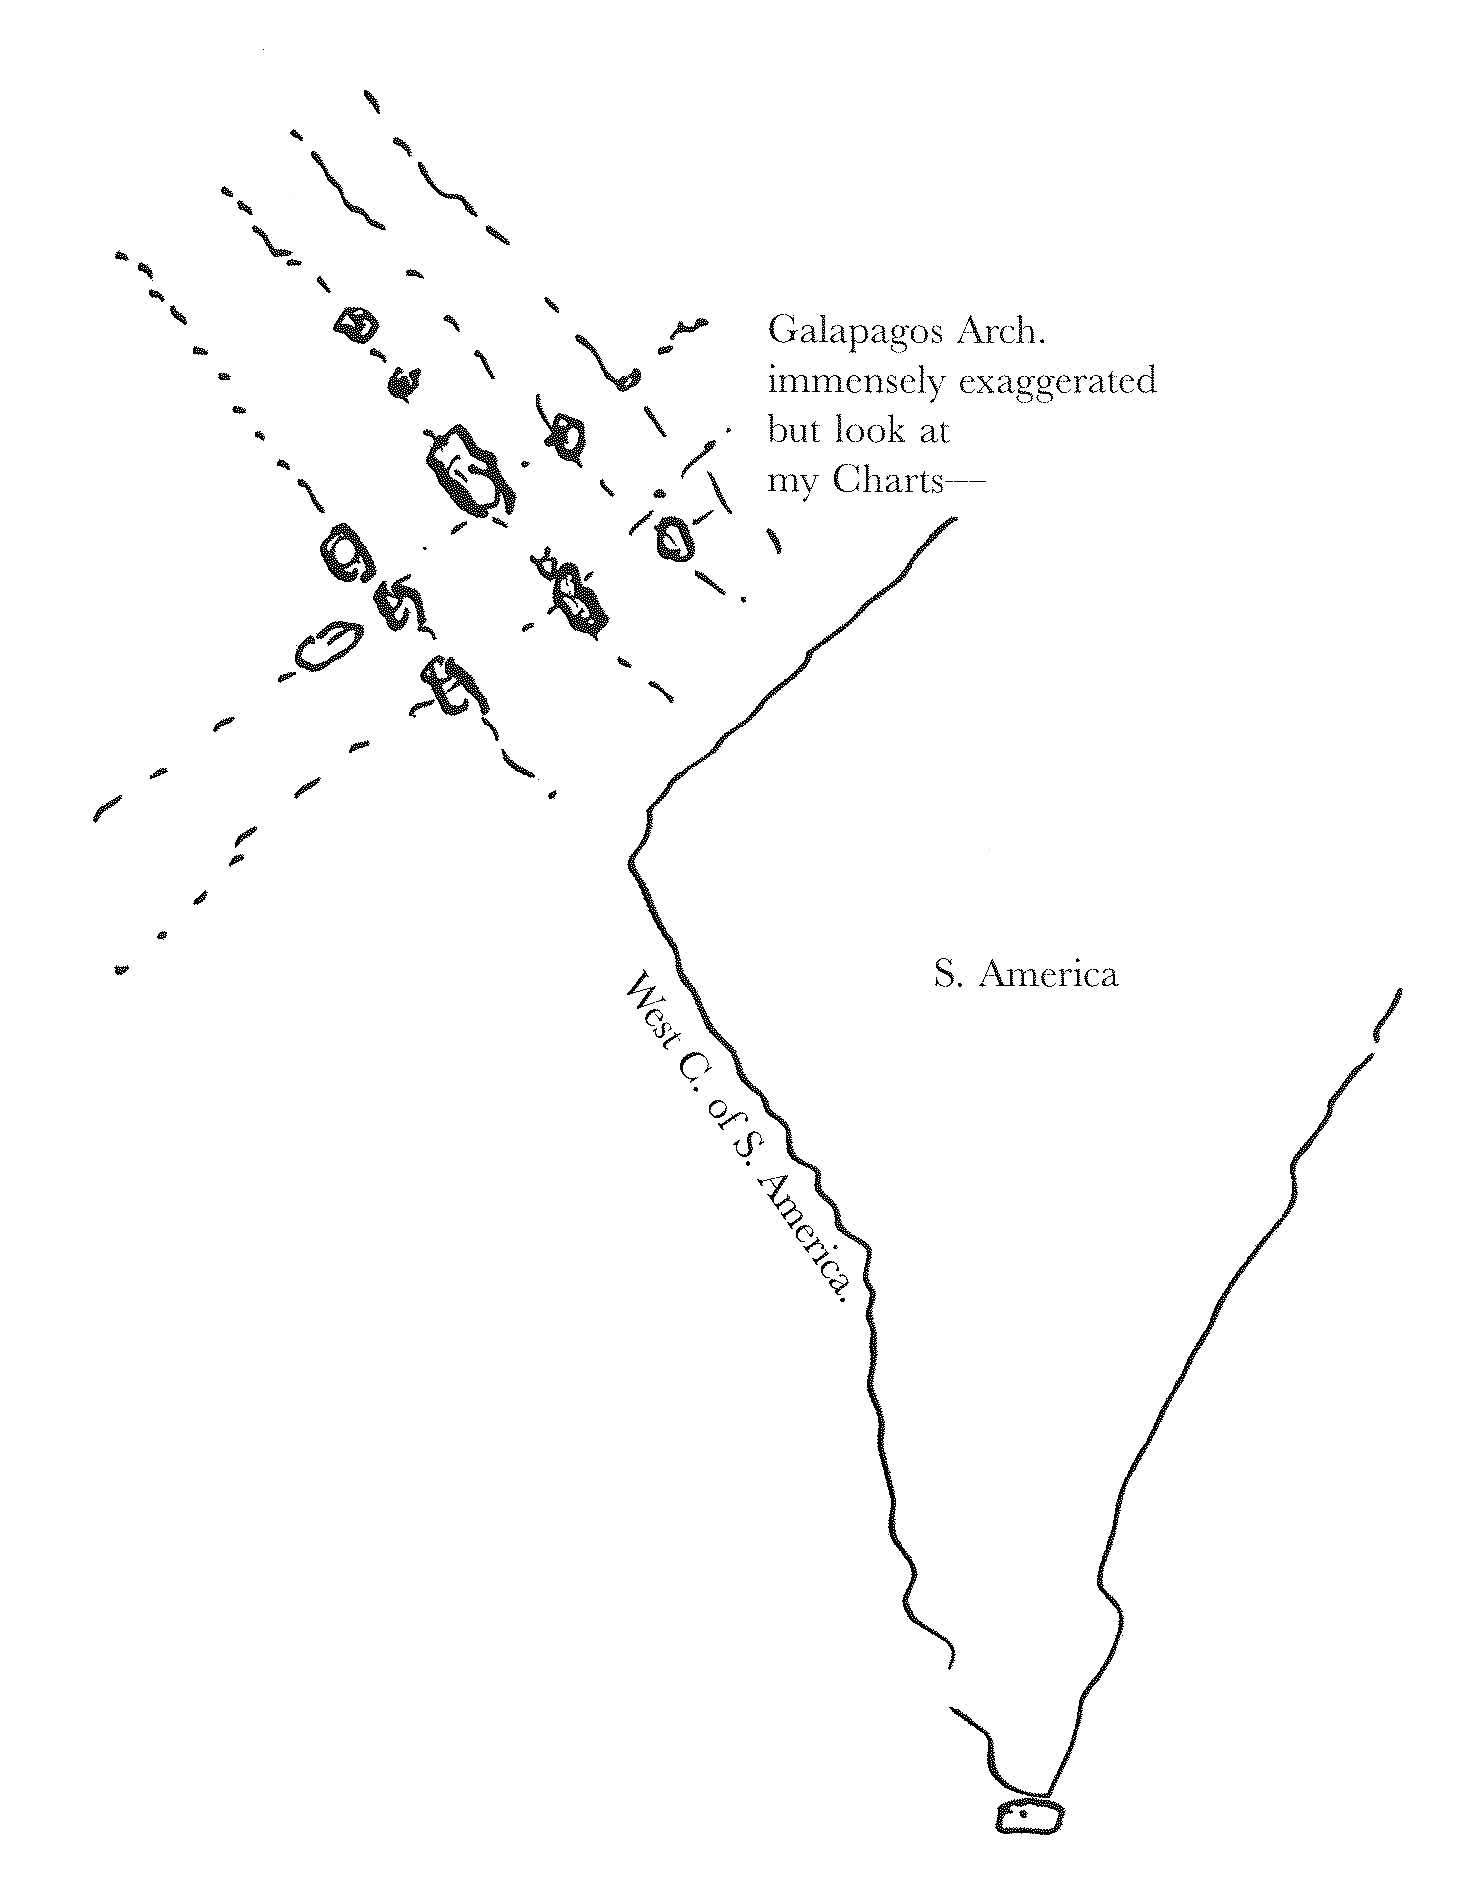 Galapagos Arch.
immensely exaggerated
but look at
my Charts—
S. America
West C. of S. America.